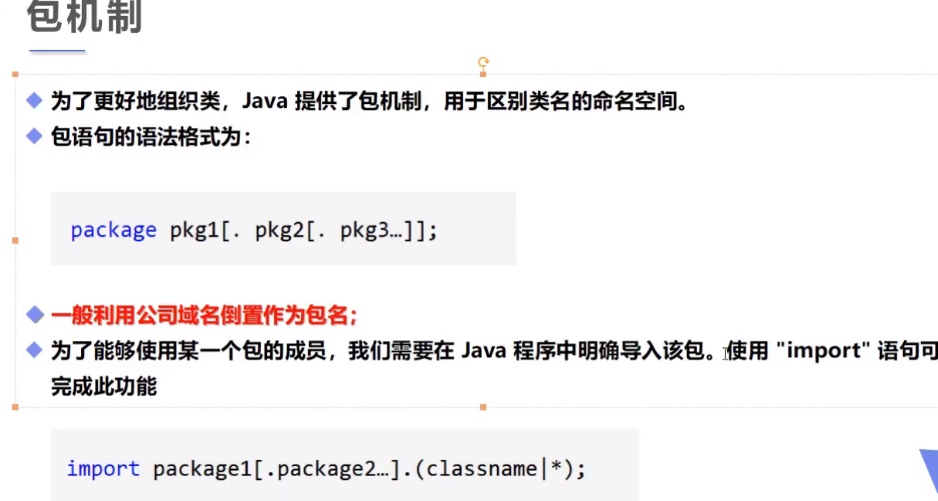 包机制
为了更好地组织类，Java 提供了包机制，用于区别类名的命名空间。
包语句的语法格式为：
package pkg1[. pkg2[. pkg3…]];
一般利用公司域名倒置作为包名；
为了能够使用某一个包的成员，我们需要在 Java 程序中明确导入该包。使用 "import" 语句可
完成此功能
import package1[.package2…].(classname|*);